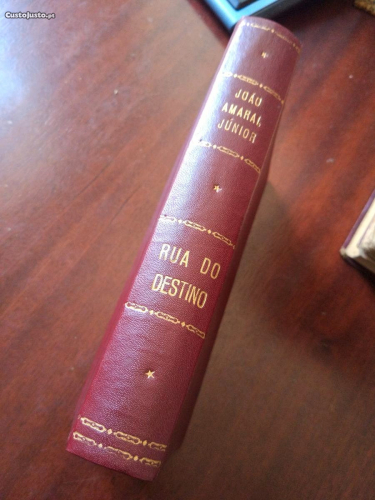 CustoJusto.pt
JOÃO
AMARAL
JÚNIOR
RUA DO
DESTINO